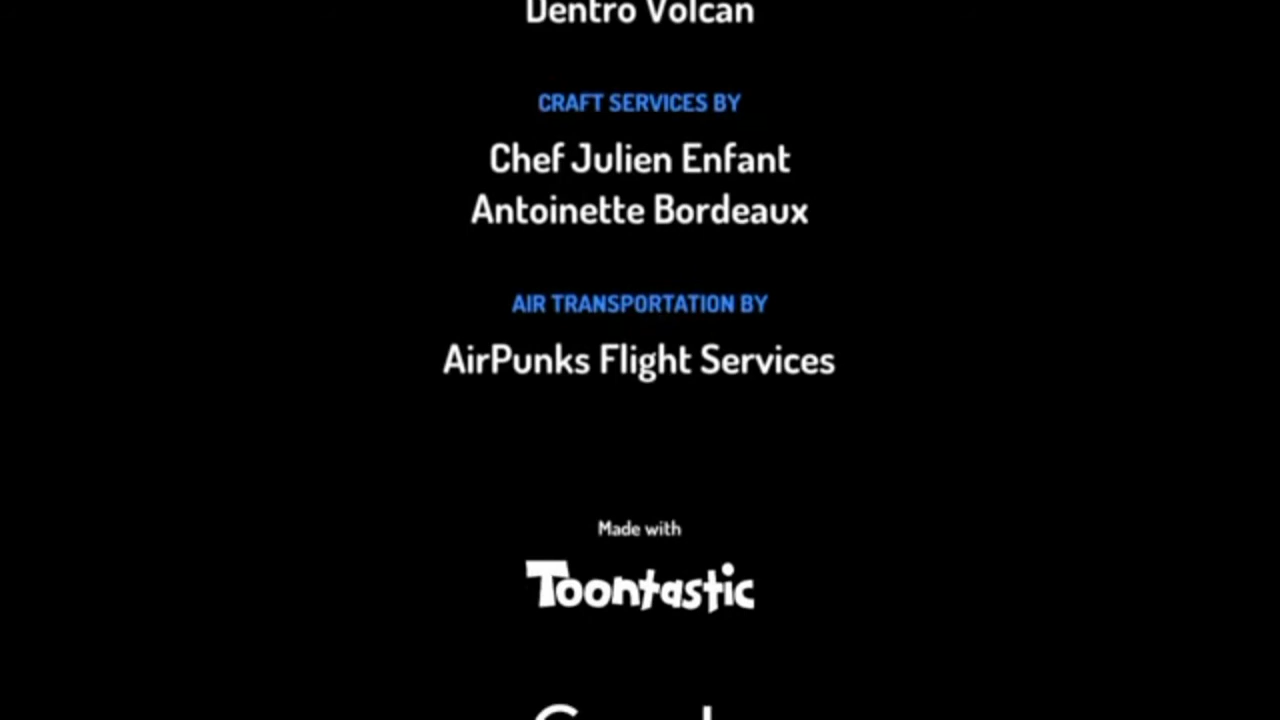 Dentro Volcan
CRAFT SERVICES BY
Chef Julien Enfant
Antoinette Bordeaux
AIR TRANSPORTATION BY
AirPunks Flight Services
Made with
Toontastic